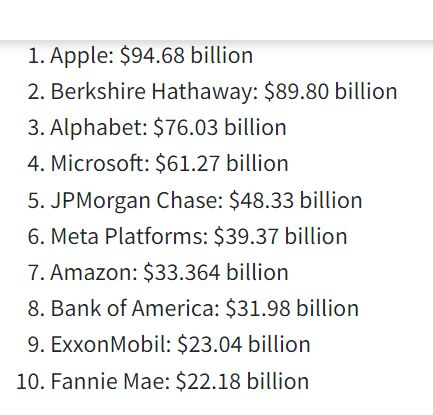 1. Apple: $94.68 billion
2. Berkshire Hathaway: $89.80 billion
3. Alphabet: $76.03 billion
4. Microsoft: $61.27 billion
5. JPMorgan Chase: $48.33 billion
6. Meta Platforms: $39.37 billion
7. Amazon: $33.364 billion
8. Bank of America: $31.98 billion
9. ExxonMobil: $23.04 billion
10. Fannie Mae: $22.18 billion